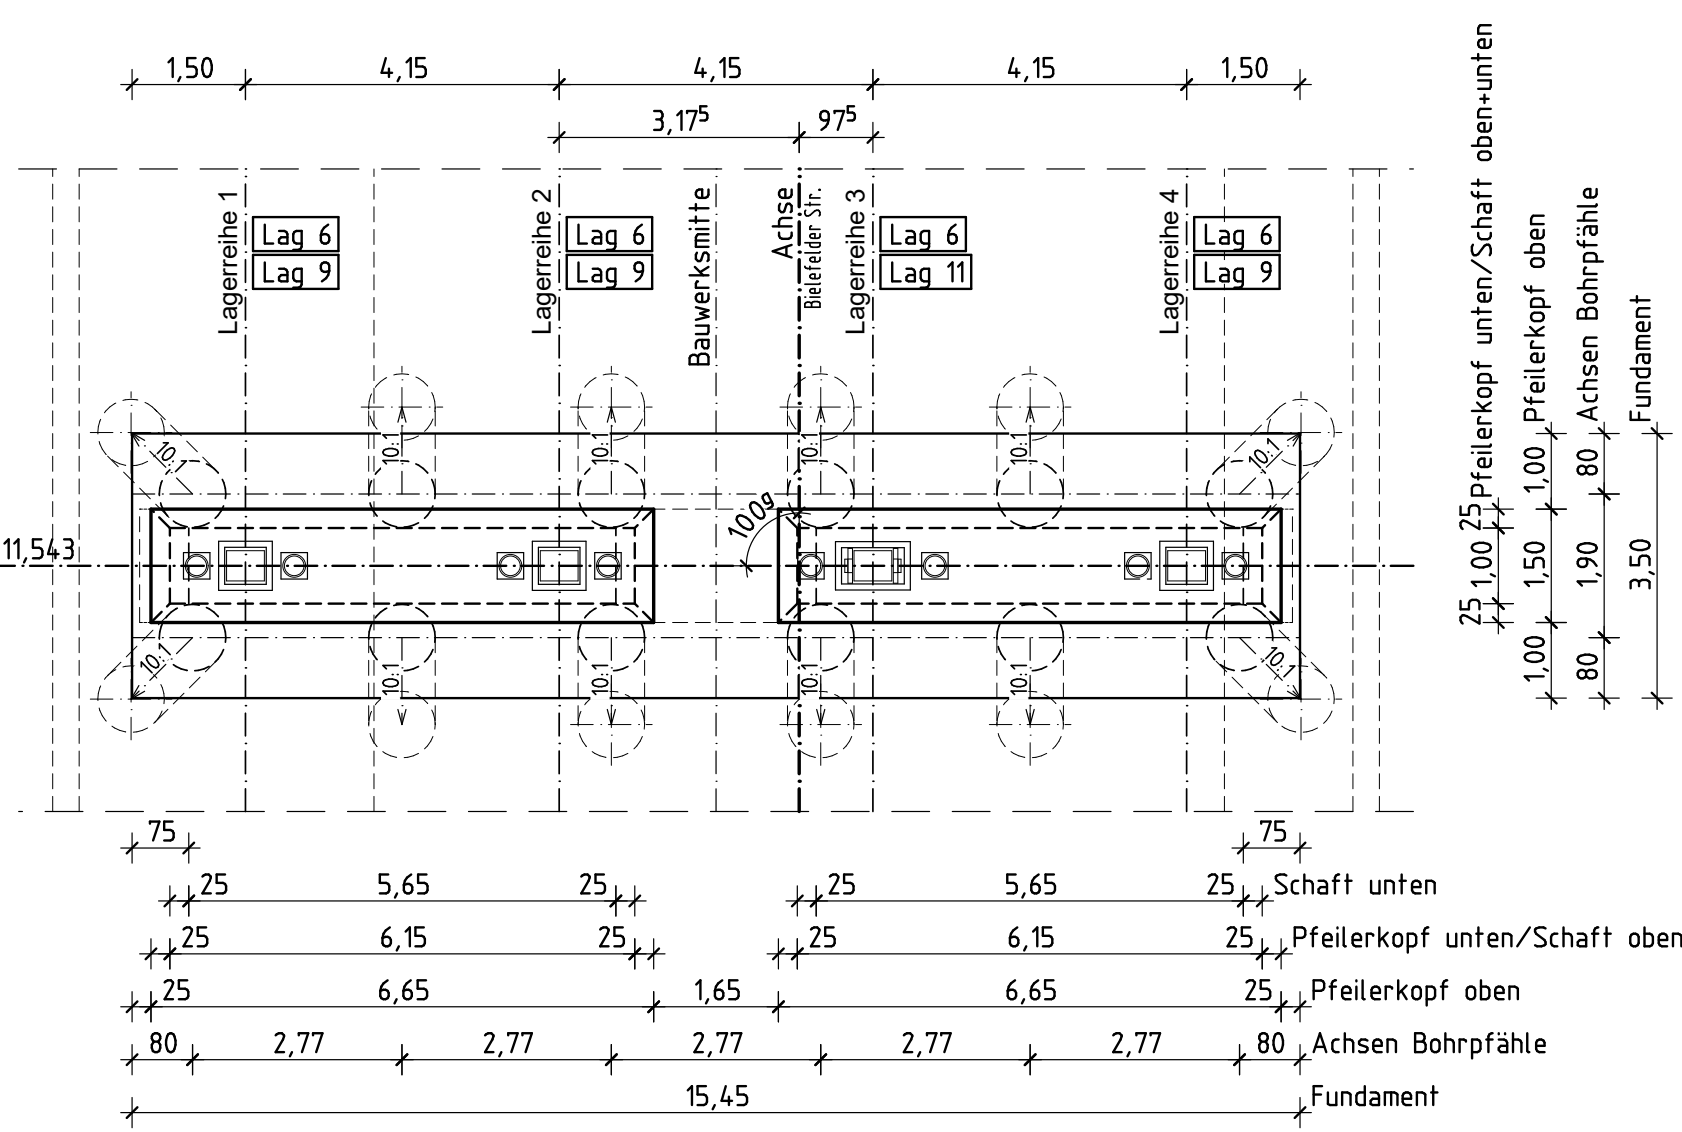 1,50 4,15 4,15 4,15 1,50
3,17⁵ 97⁵
Lagerreihe 1
Lag 6
Lag 9
Lagerreihe 2
Lag 6
Lag 9
Bauwerksmitte
Achse
Bielefelder Str.
Lagerreihe 3
Lag 6
Lag 11
Lagerreihe 4
Lag 6
Lag 9
10:1 10:1 10:1 10:1 10:1 10:1
100g
11,543
10:1 10:1 10:1 10:1 10:1 10:1
25 1,00 25 Pfeilerkopf unten/Schaft oben+unten
1,00 1,50 1,00 Pfeilerkopf oben
80 1,90 80 Achsen Bohrpfähle
3,50 Fundament
75 75
25 5,65 25 25 5,65 25 Schaft unten
25 6,15 25 25 6,15 25 Pfeilerkopf unten/Schaft oben
25 6,65 1,65 6,65 25 Pfeilerkopf oben
80 2,77 2,77 2,77 2,77 2,77 80 Achsen Bohrpfähle
15,45 Fundament